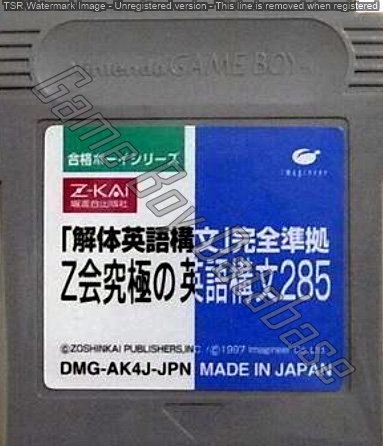 TSR Watermark Image - Unregistered version - This line is removed when registered
Nintendo GAME BOY
合格ボーイシリーズ
Z-KAI
増進会出版社
imagineer
「解体英語構文」完全準拠
Z会究極の英語構文285
©ZOSHINKAI PUBLISHERS,INC. /©1997 Imagineer Co.,Ltd.
DMG-AK4J-JPN MADE IN JAPAN
Game Boy Database